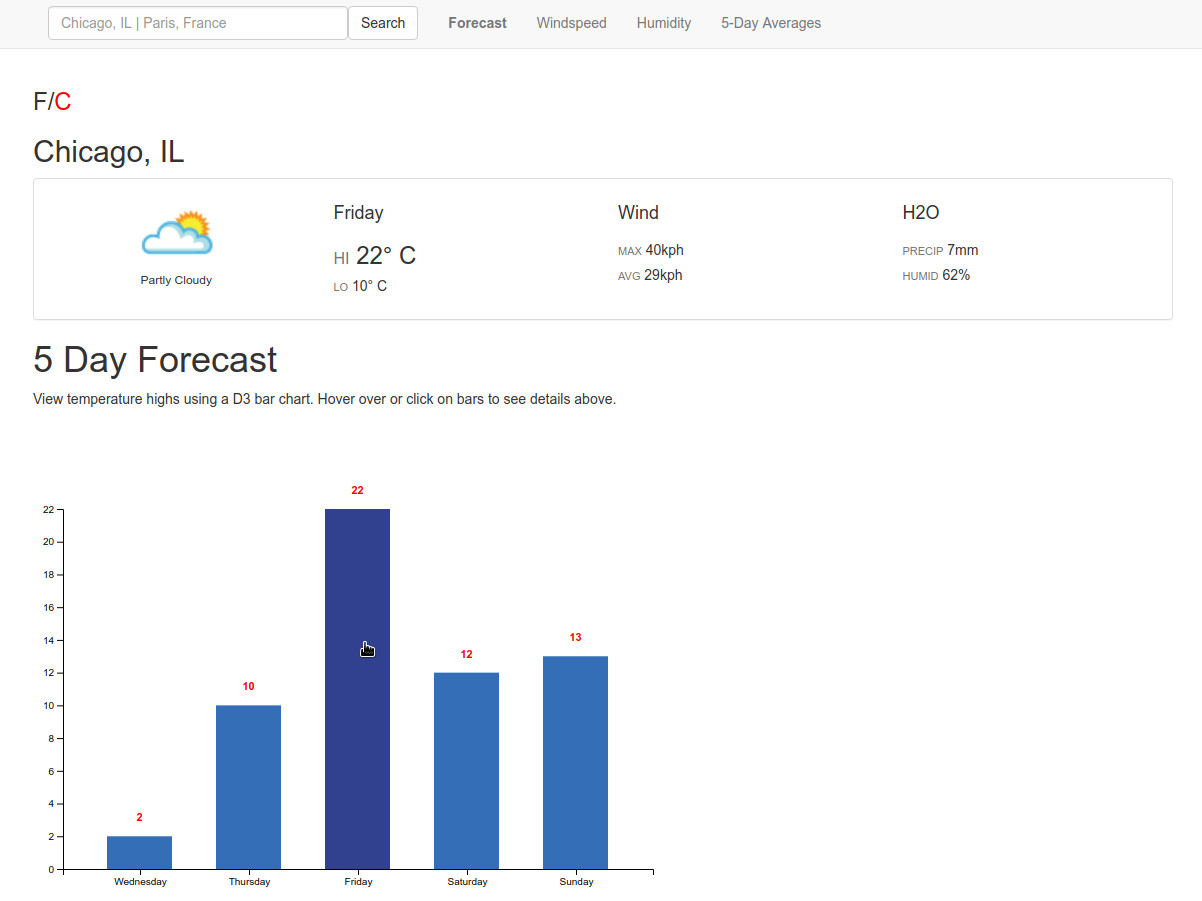 Chicago, IL | Paris, France Search Forecast Windspeed Humidity 5-Day Averages
F/C
Chicago, IL
Partly Cloudy
Friday
HI 22° C
LO 10° C
Wind
MAX 40kph
AVG 29kph
H2O
PRECIP 7mm
HUMID 62%
5 Day Forecast
View temperature highs using a D3 bar chart. Hover over or click on bars to see details above.
22
20
18
16
14
12
10
8
6
4
2
0
2
10
22
12
13
Wednesday Thursday Friday Saturday Sunday